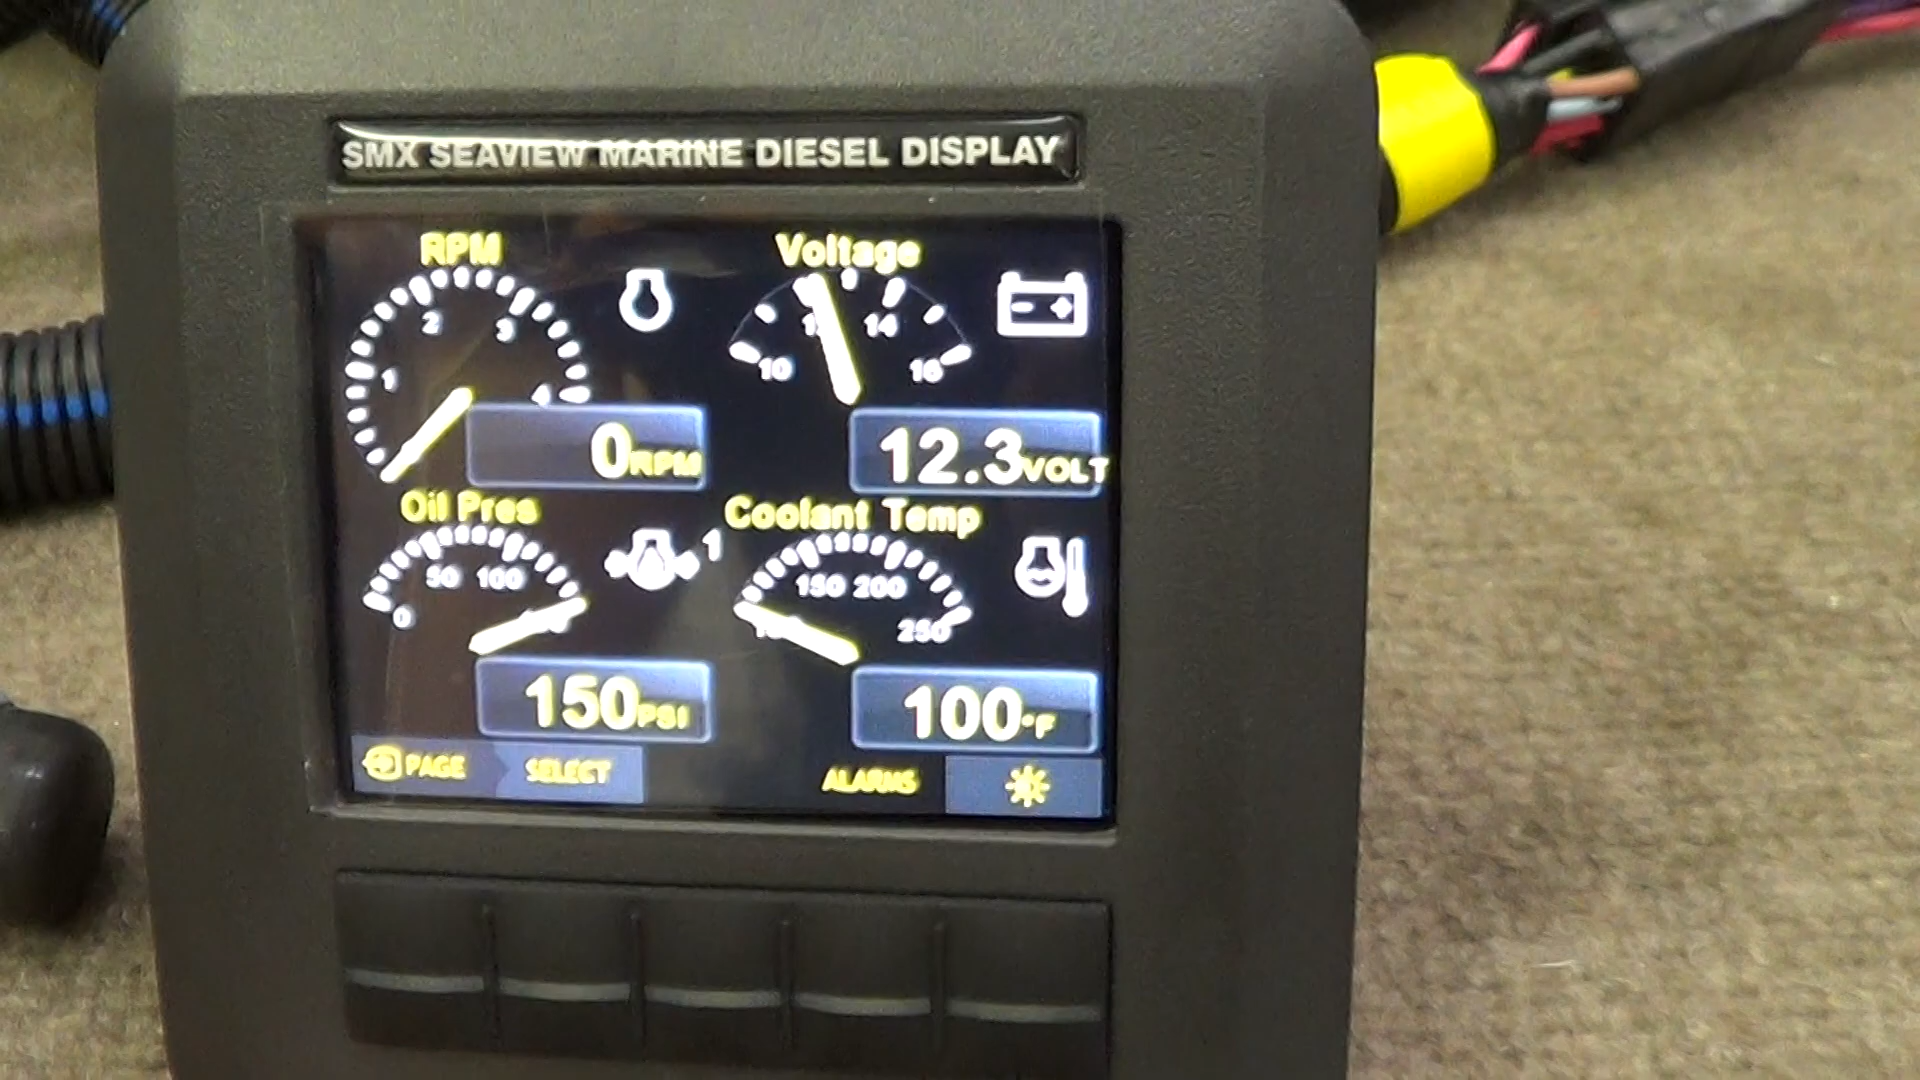 SMX SEAVIEW MARINE DIESEL DISPLAY
RPM
1
2
3
4
0RPM
Voltage
10
14
16
12.3VOLT
Oil Pres
0
50
100
1
150PSI
Coolant Temp
150
200
250
100°F
PAGE
SELECT
ALARMS